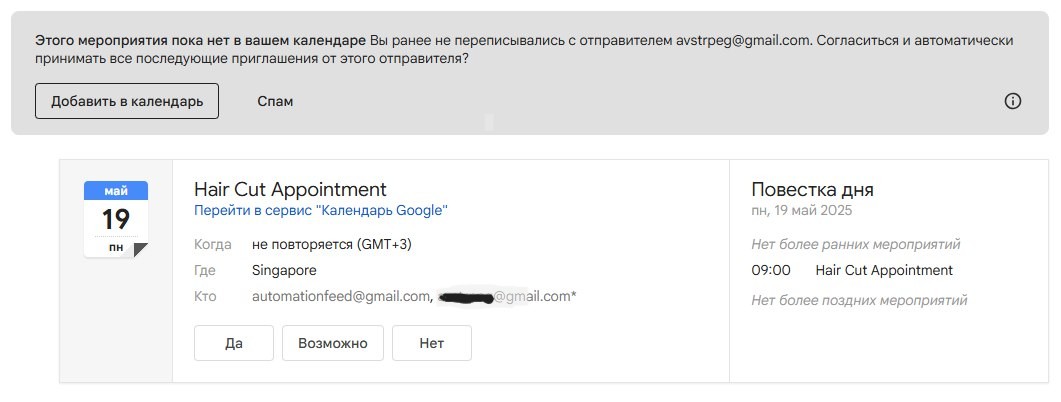 Этого мероприятия пока нет в вашем календаре Вы ранее не переписывались с отправителем avstrpeg@gmail.com. Согласиться и автоматически
принимать все последующие приглашения от этого отправителя?
Добавить в календарь
Спам
май
19
пн
Hair Cut Appointment
Перейти в сервис "Календарь Google"
Когда не повторяется (GMT+3)
Где Singapore
Кто automationfeed@gmail.com, @gmail.com*
Да
Возможно
Нет
Повестка дня
пн, 19 май 2025
Нет более ранних мероприятий
09:00 Hair Cut Appointment
Нет более поздних мероприятий